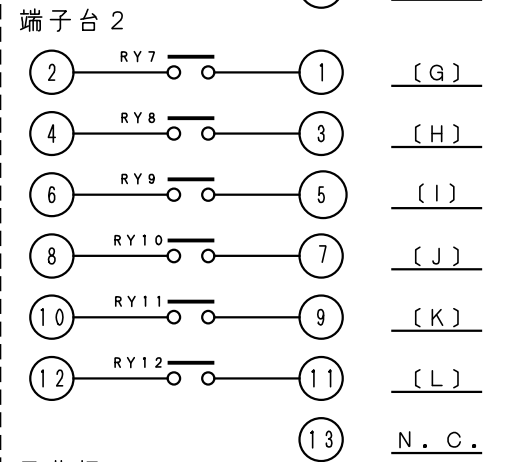 端子台2
2 RY7 1 〔G〕
4 RY8 3 〔H〕
6 RY9 5 〔I〕
8 RY10 7 〔J〕
10 RY11 9 〔K〕
12 RY12 11 〔L〕
13 N.C.